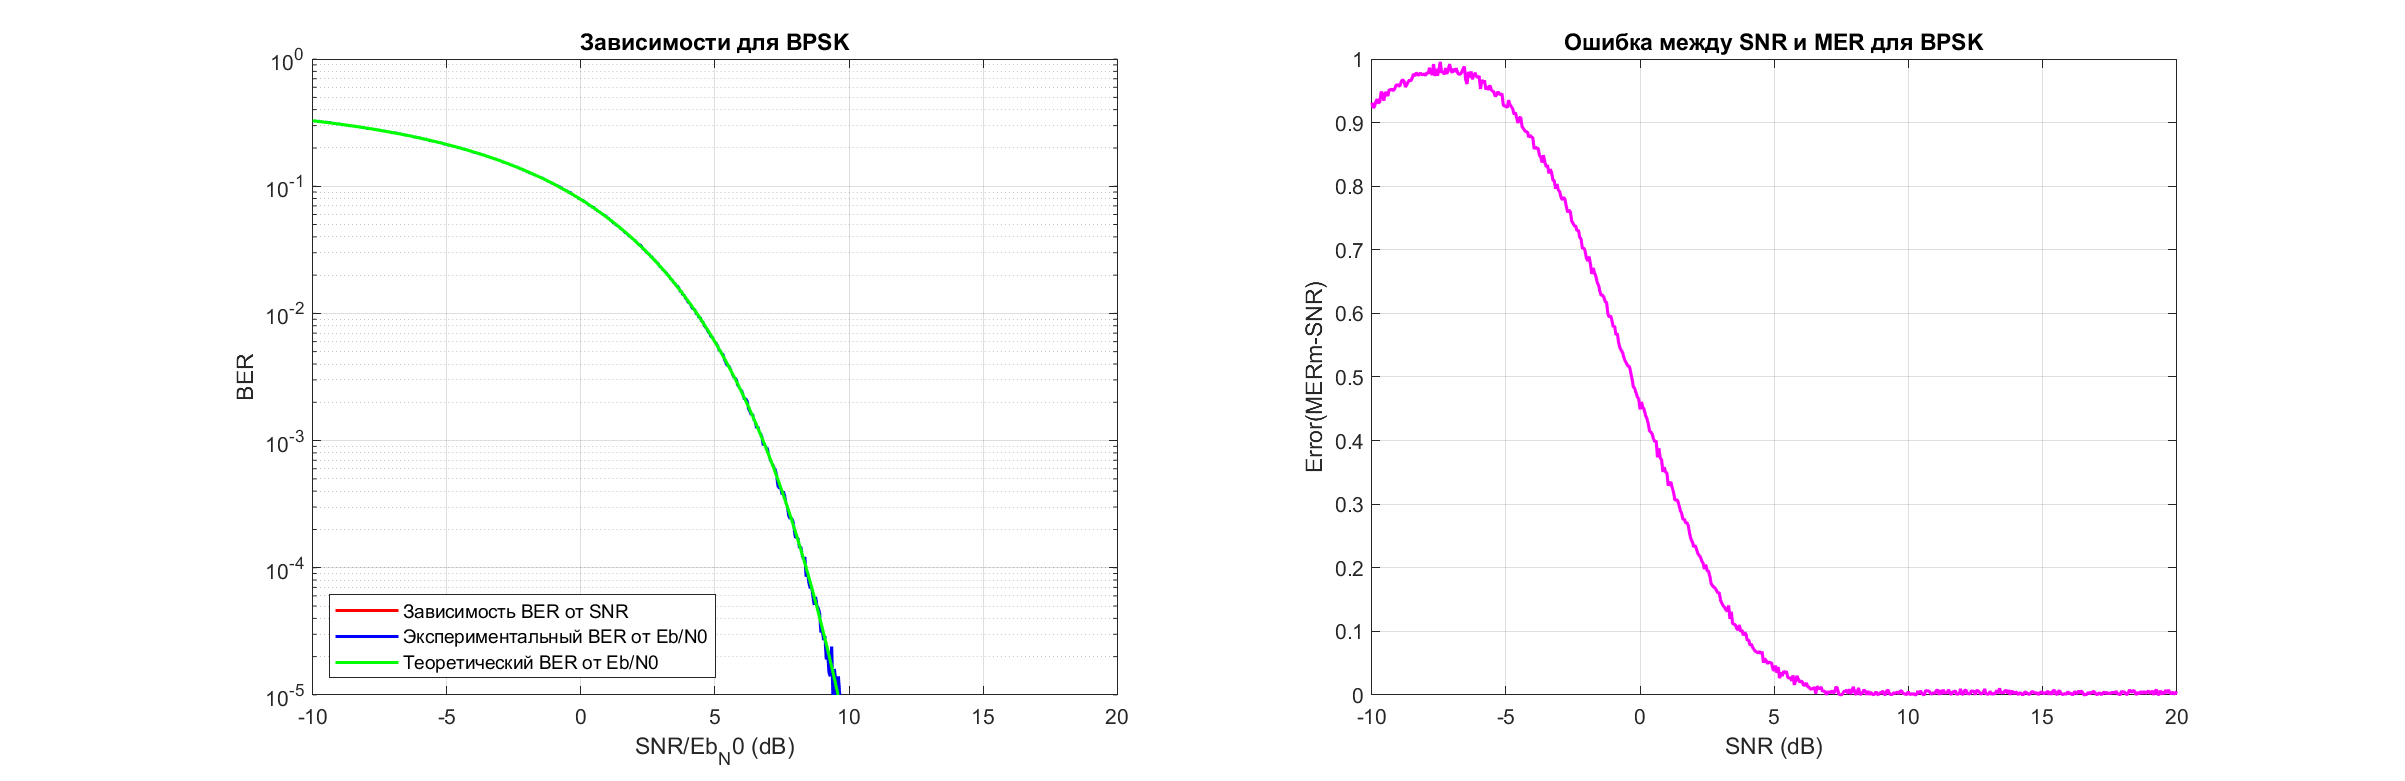 Зависимости для BPSK
10^0
10^-1
10^-2
10^-3
10^-4
10^-5
BER
-10 -5 0 5 10 15 20
SNR/Eb_N0 (dB)
Зависимость BER от SNR
Экспериментальный BER от Eb/N0
Теоретический BER от Eb/N0
Ошибка между SNR и MER для BPSK
1
0.9
0.8
0.7
0.6
0.5
0.4
0.3
0.2
0.1
0
Error(MERm-SNR)
-10 -5 0 5 10 15 20
SNR (dB)